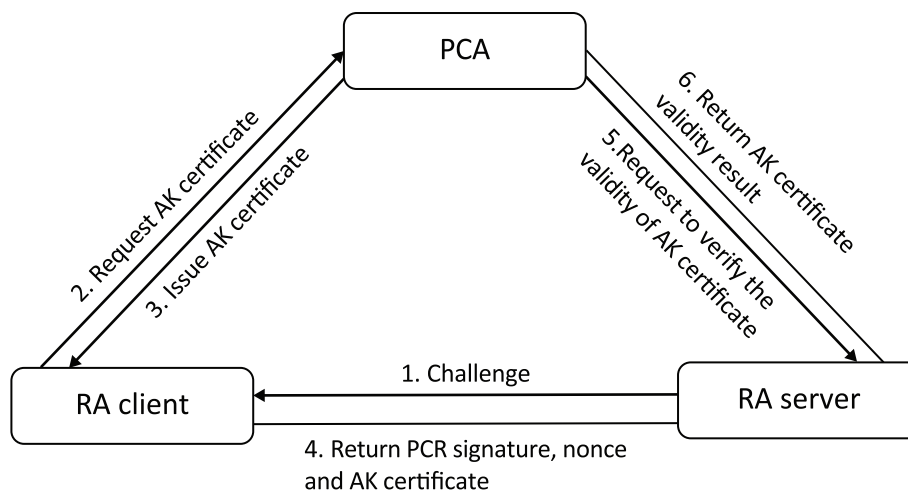 PCA
2. Request AK certificate
3. Issue AK certificate
6. Return AK certificate
validity result
5.Request to verify the
validity of AK certificate
1. Challenge
RA client
RA server
4. Return PCR signature, nonce
and AK certificate